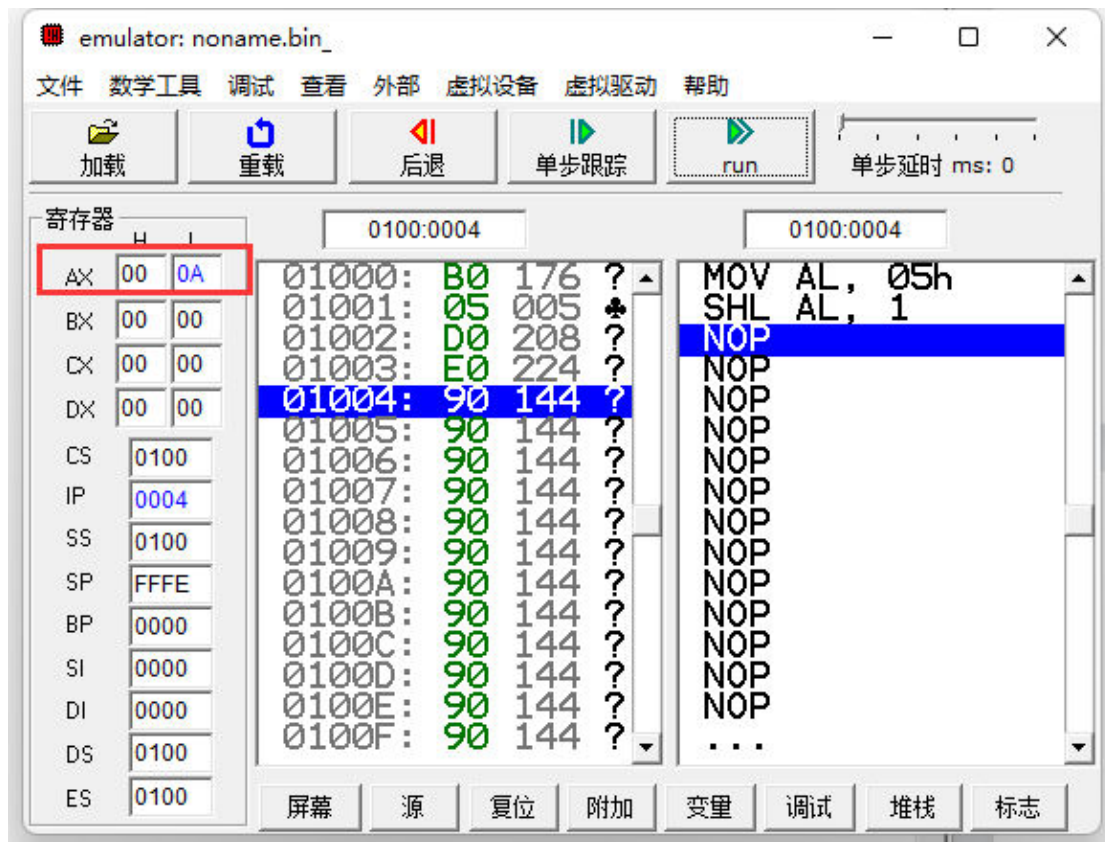 emulator: noname.bin_
文件 数学工具 调试 查看 外部 虚拟设备 虚拟驱动 帮助
加载 重载 后退 单步跟踪 run 单步延时 ms: 0
寄存器
H L
AX 00 0A
BX 00 00
CX 00 00
DX 00 00
CS 0100
IP 0004
SS 0100
SP FFFE
BP 0000
SI 0000
DI 0000
DS 0100
ES 0100
0100:0004
01000: B0 176 ?
01001: 05 005 ♣
01002: D0 208 ?
01003: E0 224 ?
01004: 90 144 ?
01005: 90 144 ?
01006: 90 144 ?
01007: 90 144 ?
01008: 90 144 ?
01009: 90 144 ?
0100A: 90 144 ?
0100B: 90 144 ?
0100C: 90 144 ?
0100D: 90 144 ?
0100E: 90 144 ?
0100F: 90 144 ?
0100:0004
MOV AL, 05h
SHL AL, 1
NOP
NOP
NOP
NOP
NOP
NOP
NOP
NOP
NOP
NOP
NOP
NOP
NOP
...
屏幕 源 复位 附加 变量 调试 堆栈 标志